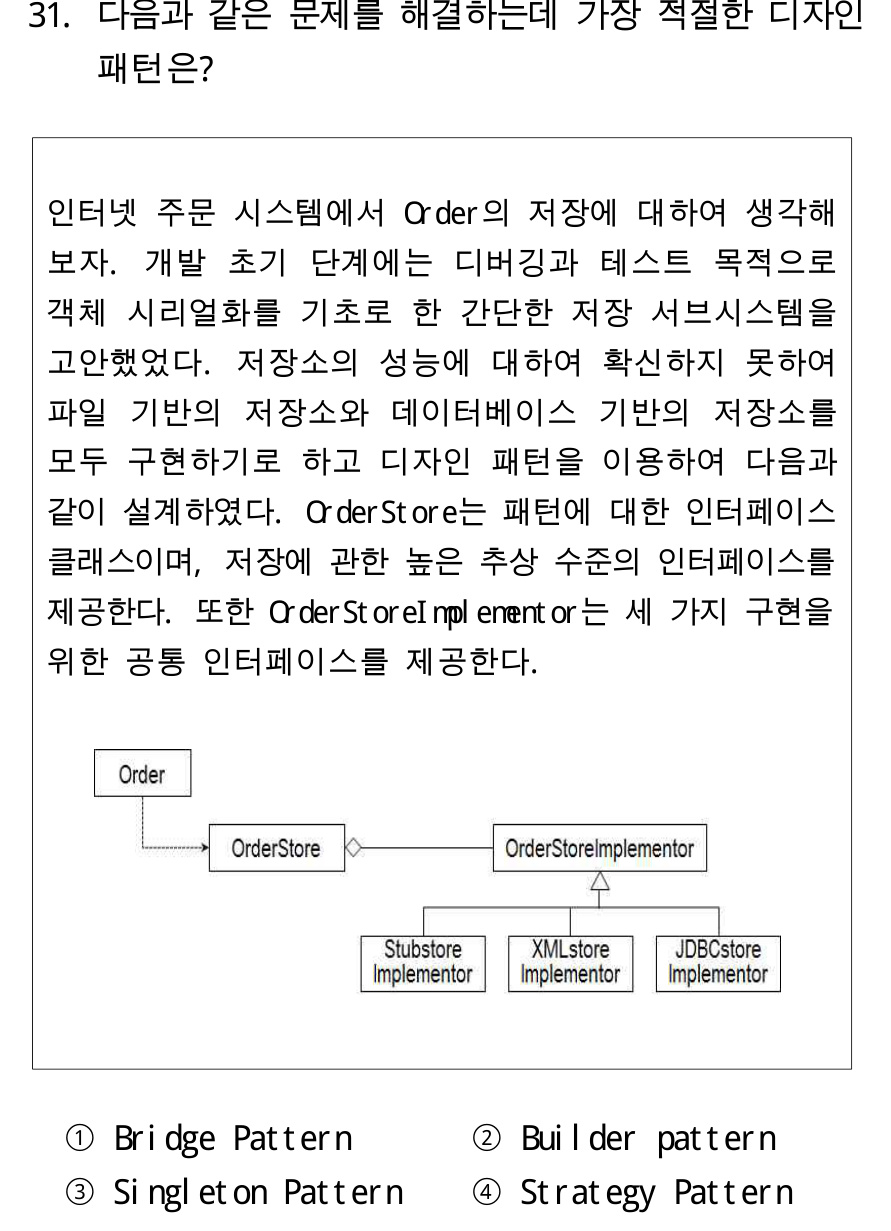 31. 다음과 같은 문제를 해결하는데 가장 적절한 디자인
패턴은?
인터넷 주문 시스템에서 Order의 저장에 대하여 생각해
보자. 개발 초기 단계에는 디버깅과 테스트 목적으로
객체 시리얼화를 기초로 한 간단한 저장 서브시스템을
고안했었다. 저장소의 성능에 대하여 확신하지 못하여
파일 기반의 저장소와 데이터베이스 기반의 저장소를
모두 구현하기로 하고 디자인 패턴을 이용하여 다음과
같이 설계하였다. OrderStore는 패턴에 대한 인터페이스
클래스이며, 저장에 관한 높은 추상 수준의 인터페이스를
제공한다. 또한 OrderStoreImplementor는 세 가지 구현을
위한 공통 인터페이스를 제공한다.
Order
OrderStore
OrderStoreImplementor
Stubstore
Implementor
XMLstore
Implementor
JDBCstore
Implementor
① Bridge Pattern
② Builder pattern
③ Singleton Pattern
④ Strategy Pattern